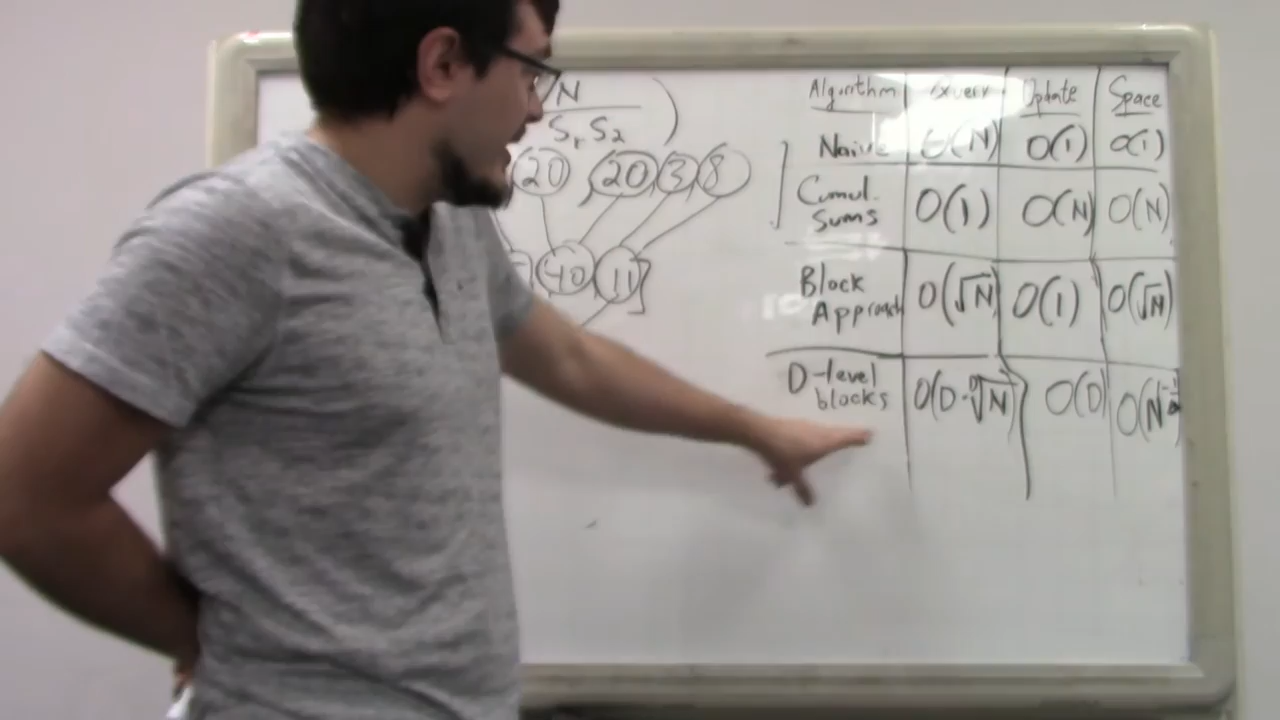 N
S₁ S₂
20, 20 3 8
40 11]
Algorithm Query Update Space
Naive O(N) O(1) O(1)
Cumul. Sums O(1) O(N) O(N)
Block Approach O(√N) O(1) O(√N)
D-level blocks O(D·ᴰ√N) O(D)